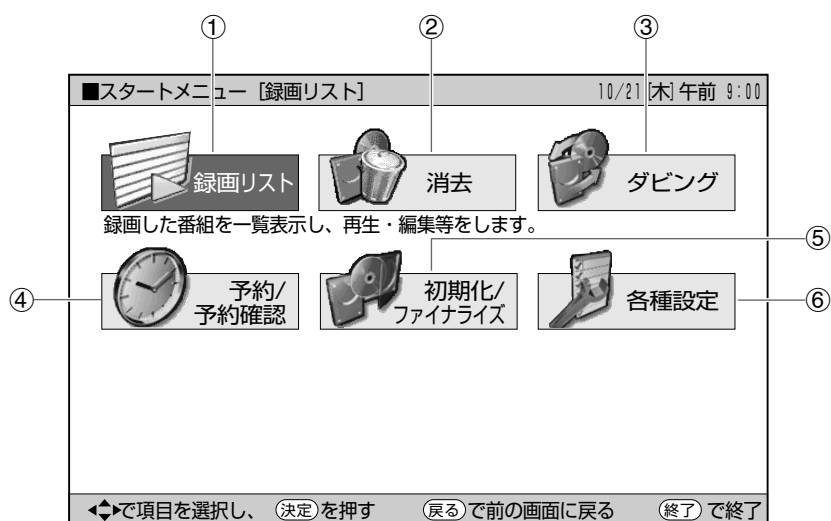 ① ② ③
■スタートメニュー［録画リスト］ 10/21[木]午前 9:00
録画リスト 消去 ダビング
録画した番組を一覧表示し、再生・編集等をします。
⑤
④ 予約/ 初期化/ 各種設定 ⑥
予約確認 ファイナライズ
で項目を選択し、 決定 を押す 戻る で前の画面に戻る 終了 で終了